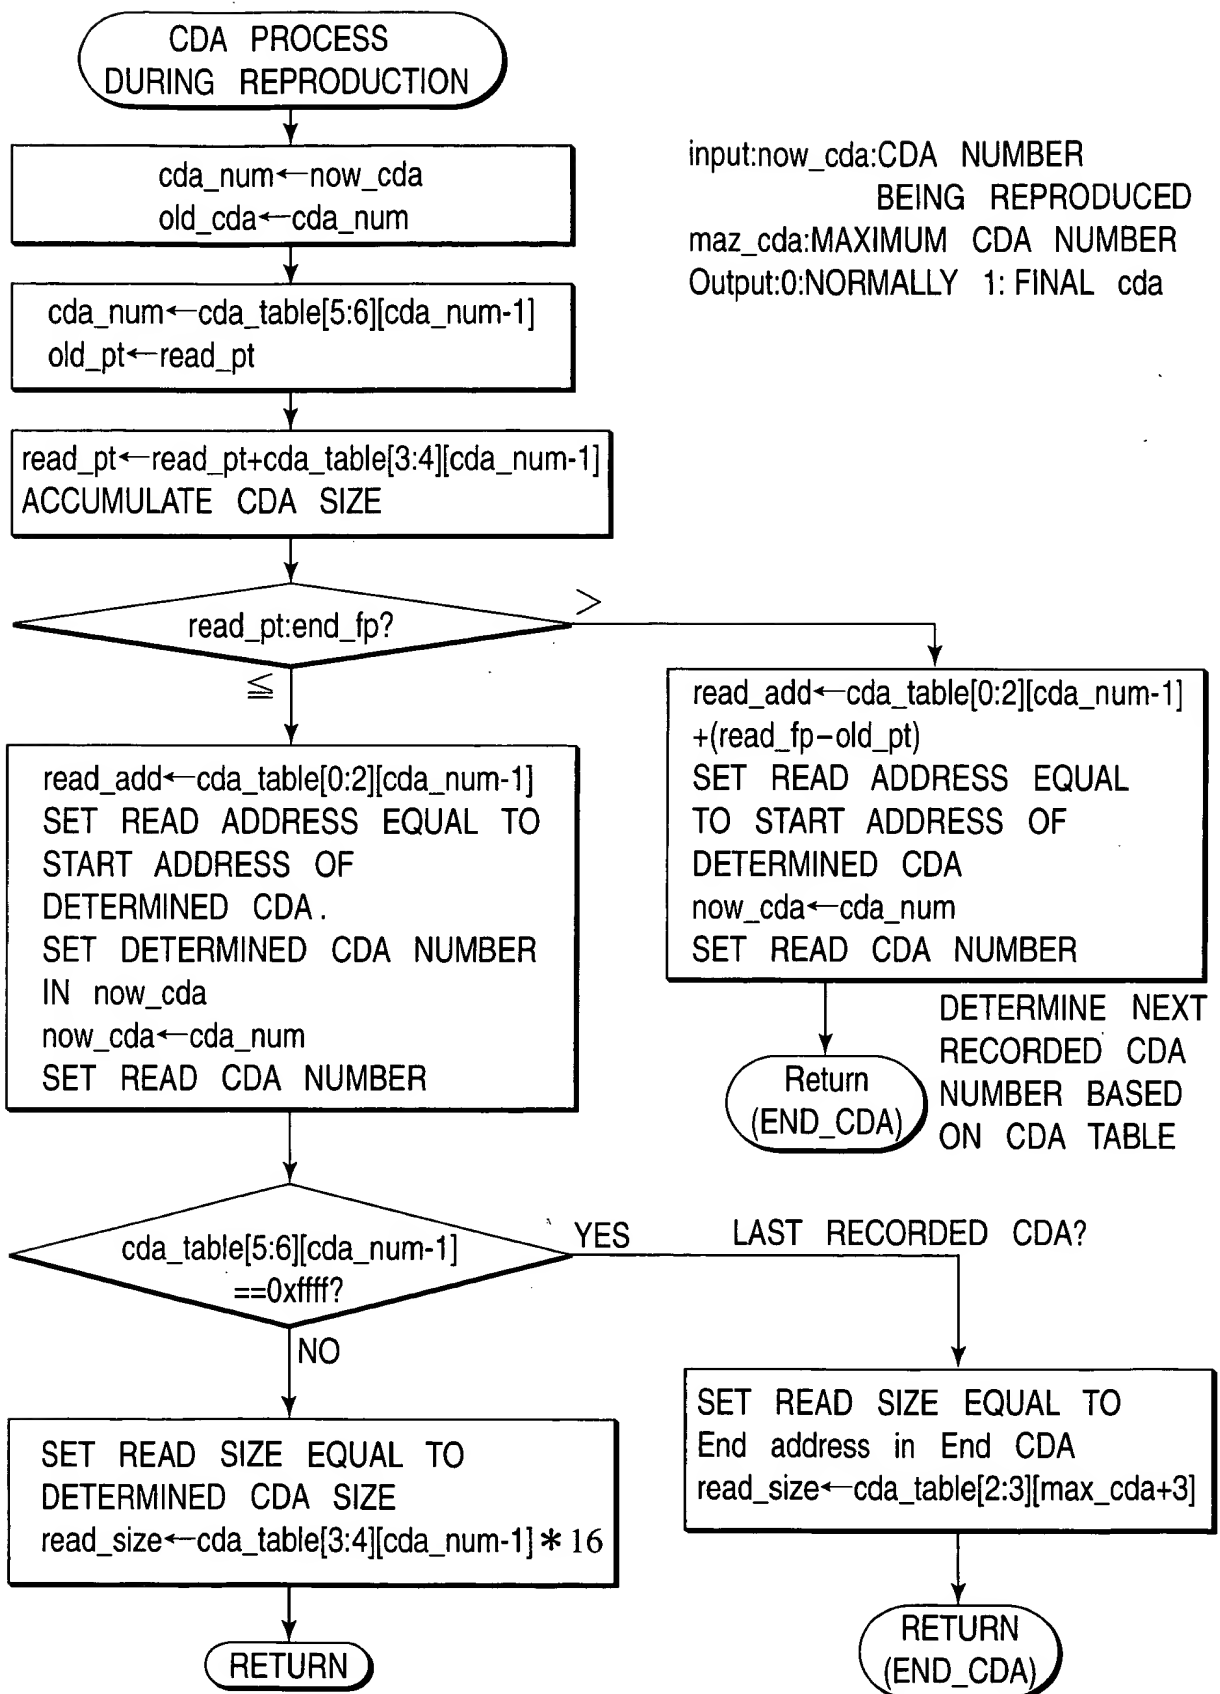 CDA PROCESS
DURING REPRODUCTION
cda_num←now_cda
old_cda←cda_num
input:now_cda:CDA NUMBER
BEING REPRODUCED
maz_cda:MAXIMUM CDA NUMBER
Output:0:NORMALLY 1: FINAL cda
cda_num←cda_table[5:6][cda_num-1]
old_pt←read_pt
read_pt←read_pt+cda_table[3:4][cda_num-1]
ACCUMULATE CDA SIZE
read_pt:end_fp?
>
≦
read_add←cda_table[0:2][cda_num-1]
+(read_fp−old_pt)
SET READ ADDRESS EQUAL
TO START ADDRESS OF
DETERMINED CDA
now_cda←cda_num
SET READ CDA NUMBER
Return
(END_CDA)
DETERMINE NEXT
RECORDED CDA
NUMBER BASED
ON CDA TABLE
read_add←cda_table[0:2][cda_num-1]
SET READ ADDRESS EQUAL TO
START ADDRESS OF
DETERMINED CDA.
SET DETERMINED CDA NUMBER
IN now_cda
now_cda←cda_num
SET READ CDA NUMBER
cda_table[5:6][cda_num-1]
==0xffff?
YES
LAST RECORDED CDA?
NO
SET READ SIZE EQUAL TO
DETERMINED CDA SIZE
read_size←cda_table[3:4][cda_num-1]*16
RETURN
SET READ SIZE EQUAL TO
End address in End CDA
read_size←cda_table[2:3][max_cda+3]
RETURN
(END_CDA)